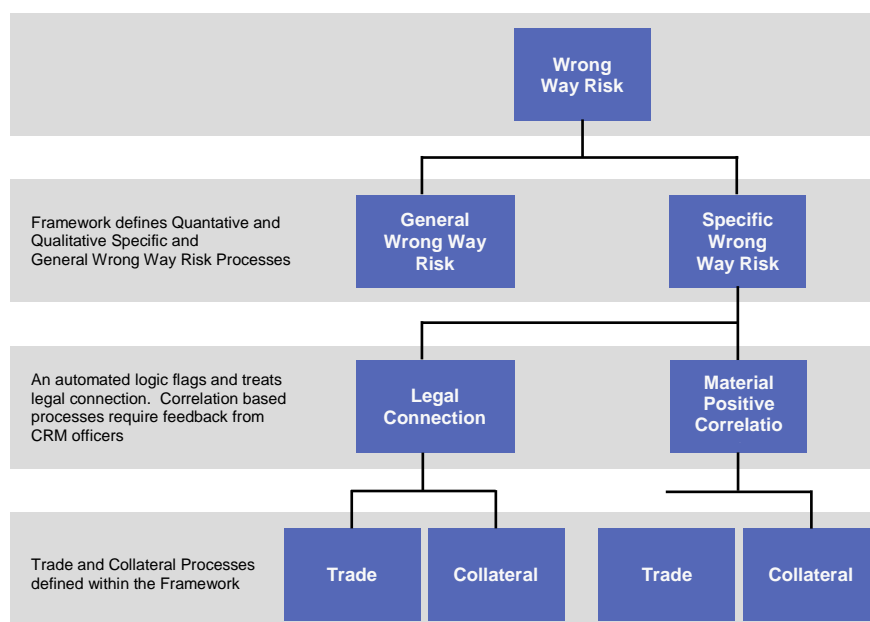 Wrong
Way Risk
Framework defines Quantative and
Qualitative Specific and
General Wrong Way Risk Processes
General
Wrong Way
Risk
Specific
Wrong
Way Risk
An automated logic flags and treats
legal connection. Correlation based
processes require feedback from
CRM officers
Legal
Connection
Material
Positive
Correlatio
Trade and Collateral Processes
defined within the Framework
Trade
Collateral
Trade
Collateral